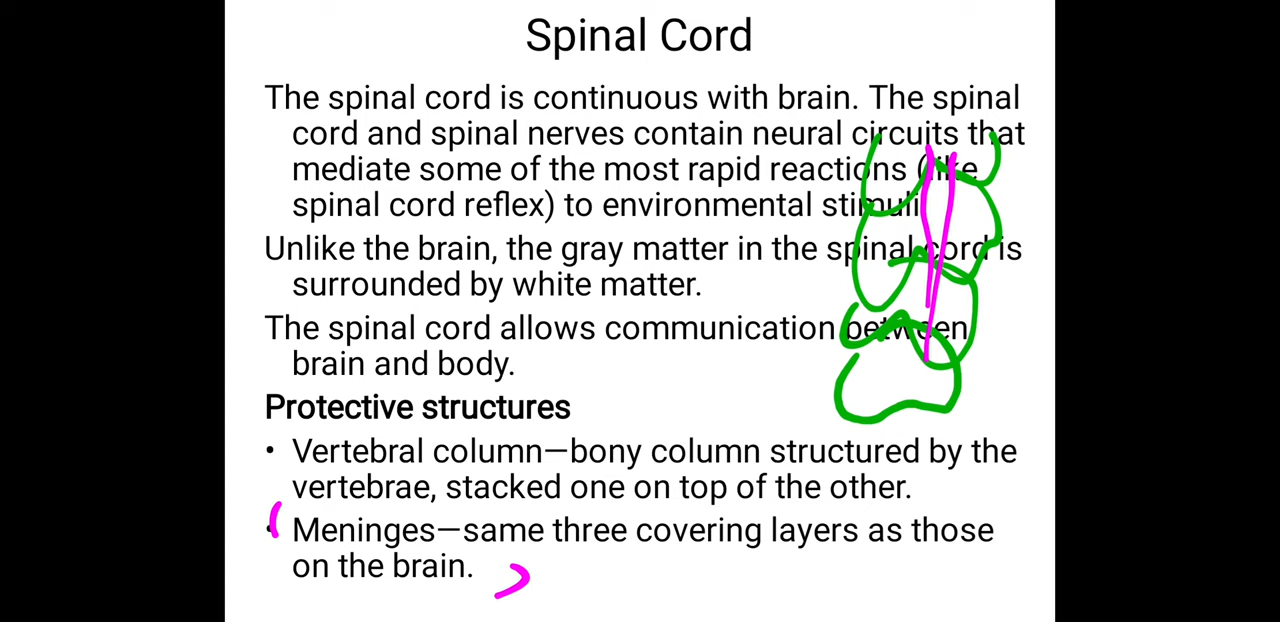 Spinal Cord
The spinal cord is continuous with brain. The spinal
cord and spinal nerves contain neural circuits that
mediate some of the most rapid reactions (like
spinal cord reflex) to environmental stimuli
Unlike the brain, the gray matter in the spinal cord is
surrounded by white matter.
The spinal cord allows communication between
brain and body.
Protective structures
• Vertebral column—bony column structured by the
vertebrae, stacked one on top of the other.
• Meninges—same three covering layers as those
on the brain.